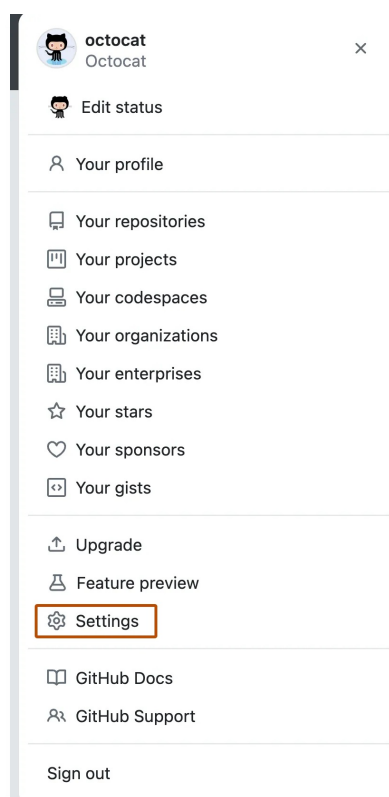 octocat
Octocat
Edit status
Your profile
Your repositories
Your projects
Your codespaces
Your organizations
Your enterprises
Your stars
Your sponsors
Your gists
Upgrade
Feature preview
Settings
GitHub Docs
GitHub Support
Sign out